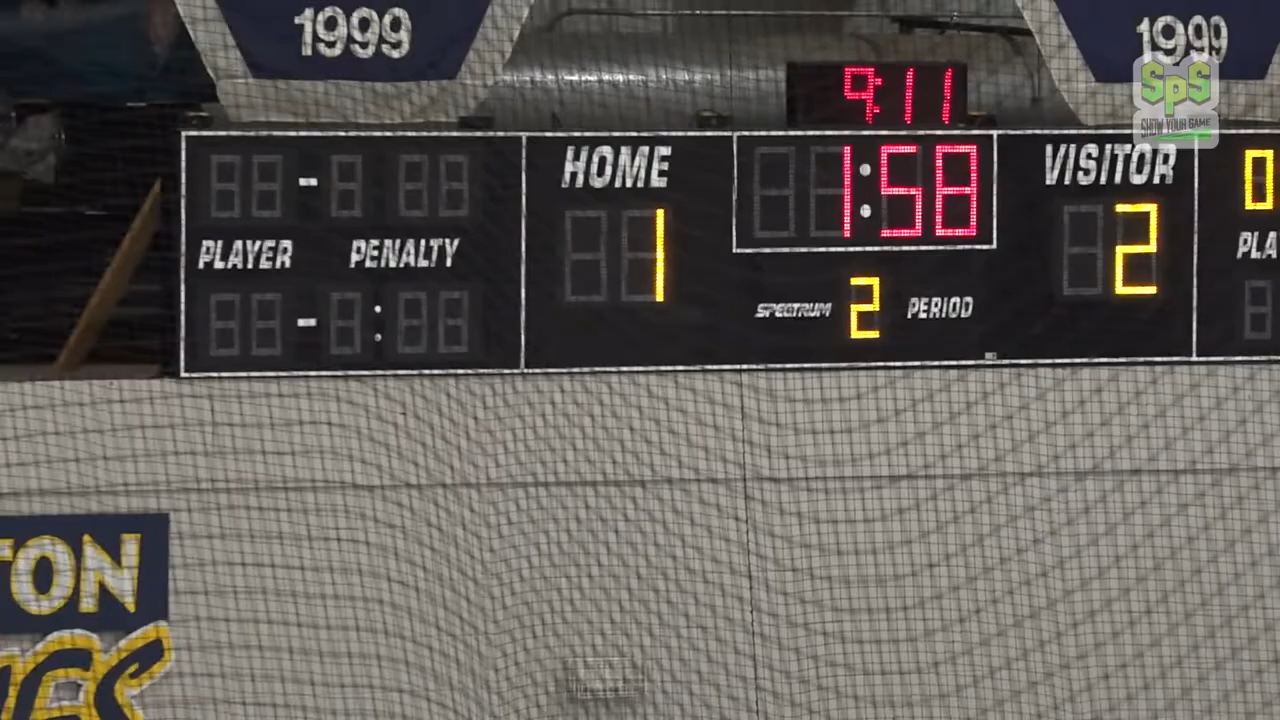 1999
1999
SpS
SHOW YOUR GAME
9:11
HOME
1:58
VISITOR
0
PLAYER PENALTY
1
2
PLA
SPECTRUM 2 PERIOD
TON